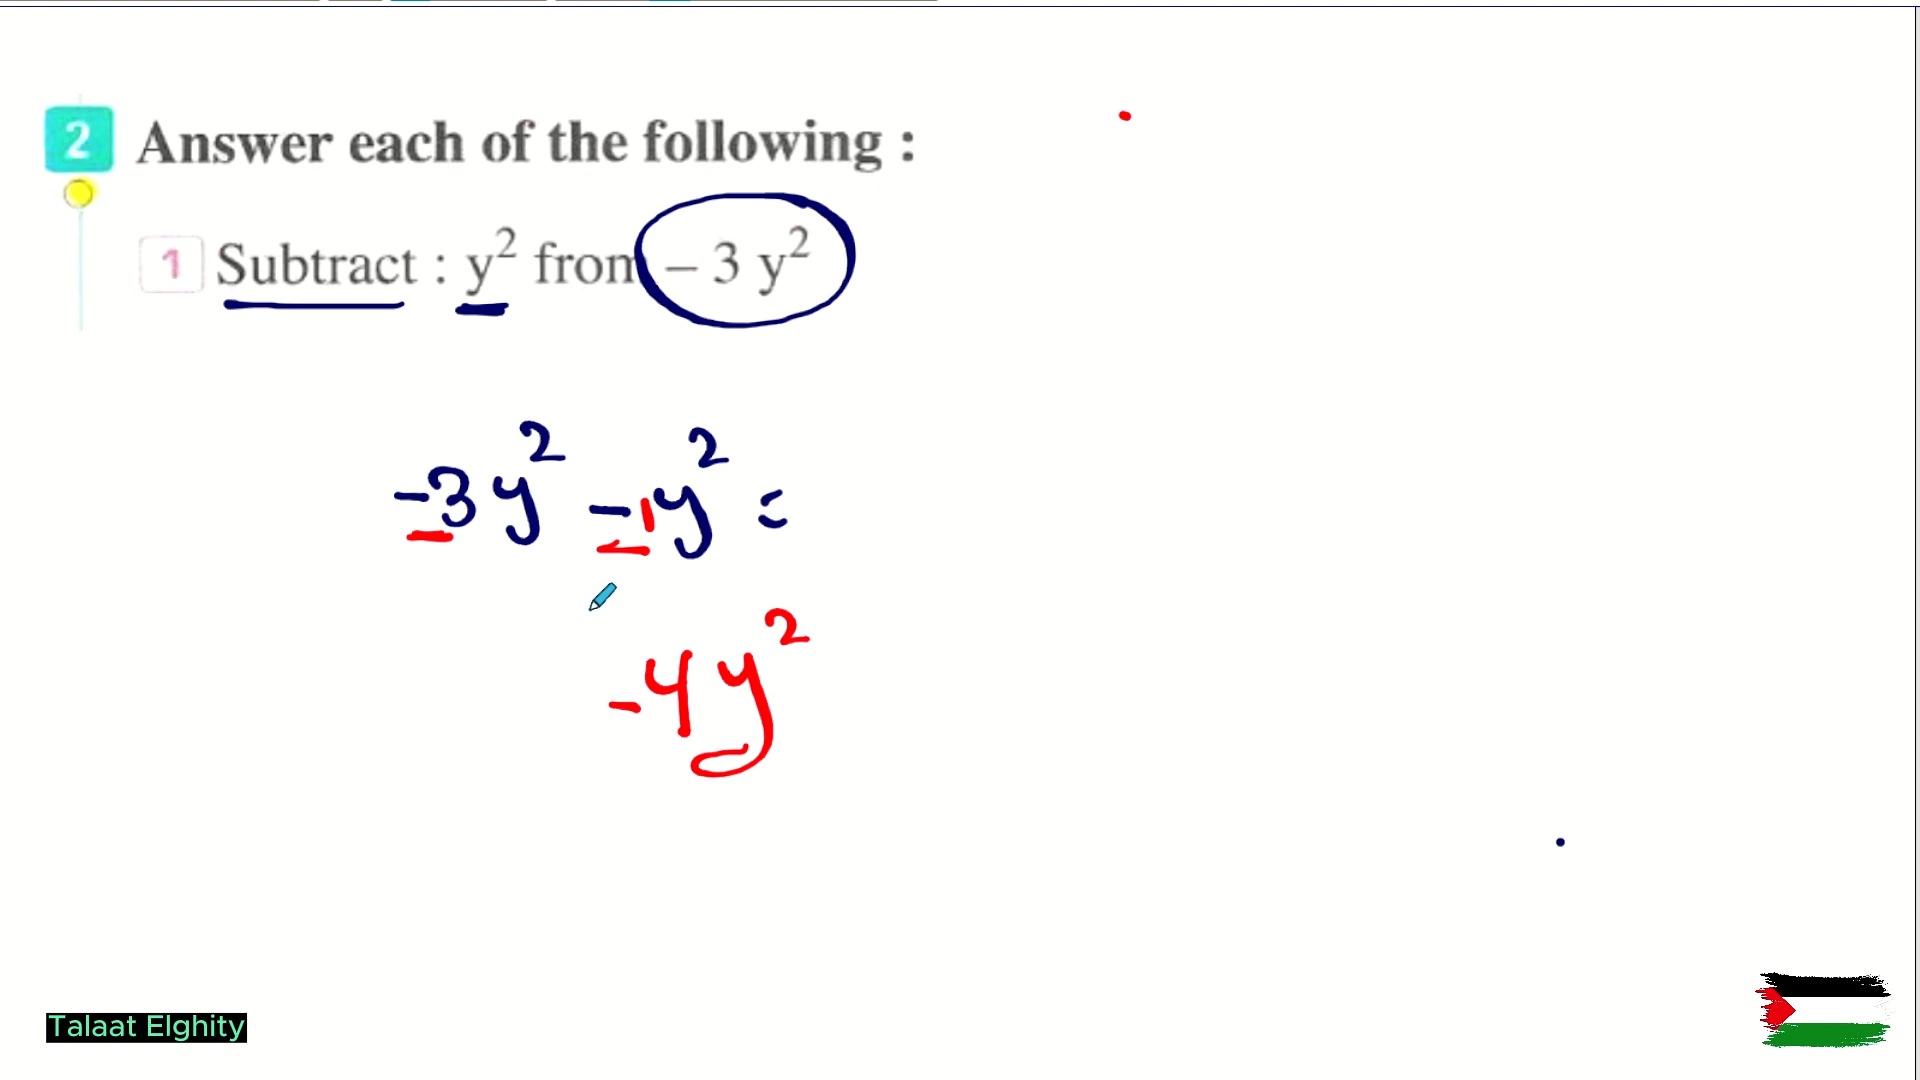 2 Answer each of the following :
1 Subtract : y² from – 3 y²
-3y² -1y² =
-4y²
Talaat Elghity